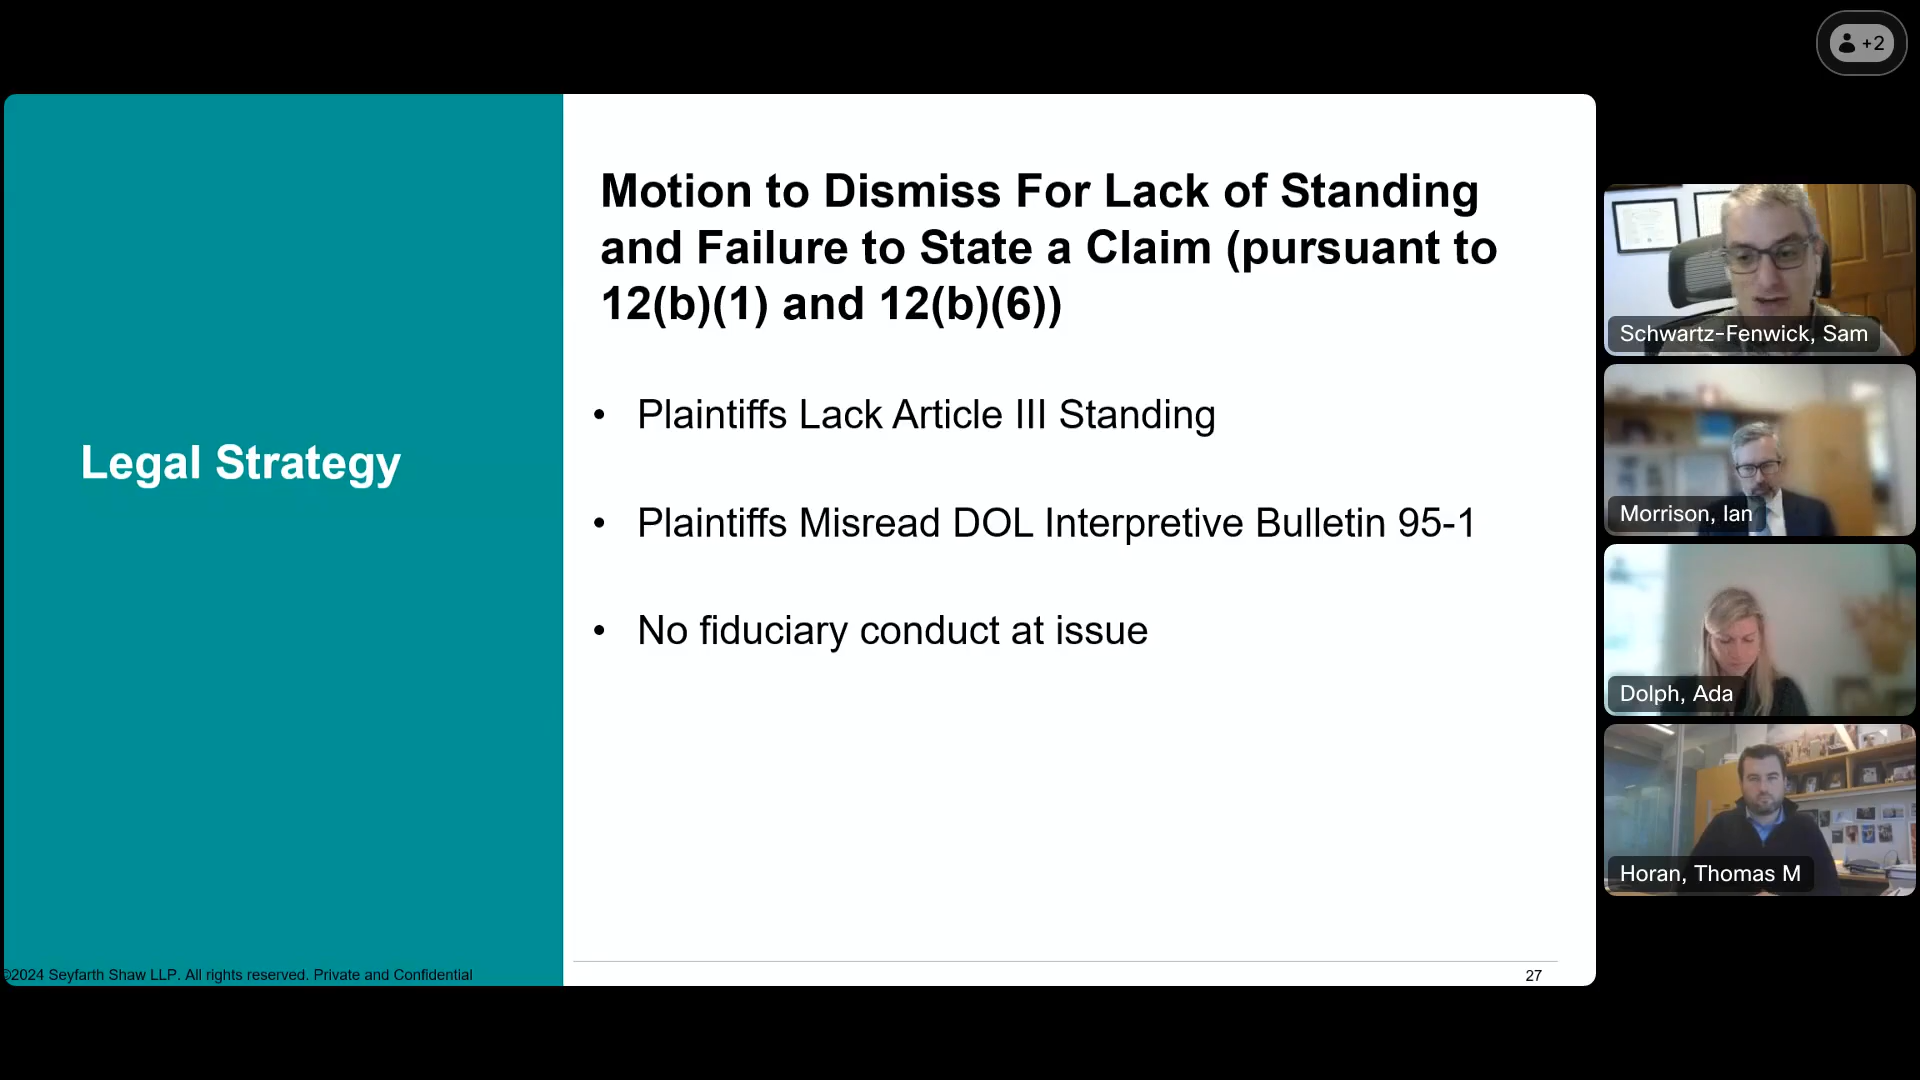 +2
Legal Strategy
Motion to Dismiss For Lack of Standing
and Failure to State a Claim (pursuant to
12(b)(1) and 12(b)(6))
• Plaintiffs Lack Article III Standing
• Plaintiffs Misread DOL Interpretive Bulletin 95-1
• No fiduciary conduct at issue
©2024 Seyfarth Shaw LLP. All rights reserved. Private and Confidential
27
Schwartz-Fenwick, Sam
Morrison, Ian
Dolph, Ada
Horan, Thomas M